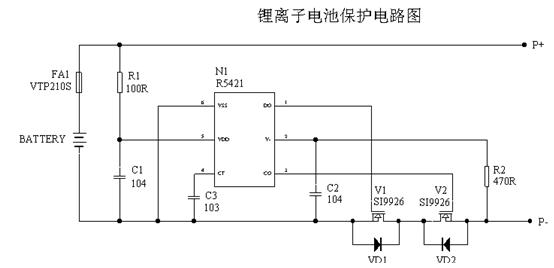 锂离子电池保护电路图
P+
FA1
VTP210S
R1
100R
N1
R5421
6 VSS DO 1
BATTERY
5 VDD V- 2
4 CT CO 3
C1
104
C3
103
C2
104
V1
SI9926
V2
SI9926
R2
470R
P-
VD1
VD2